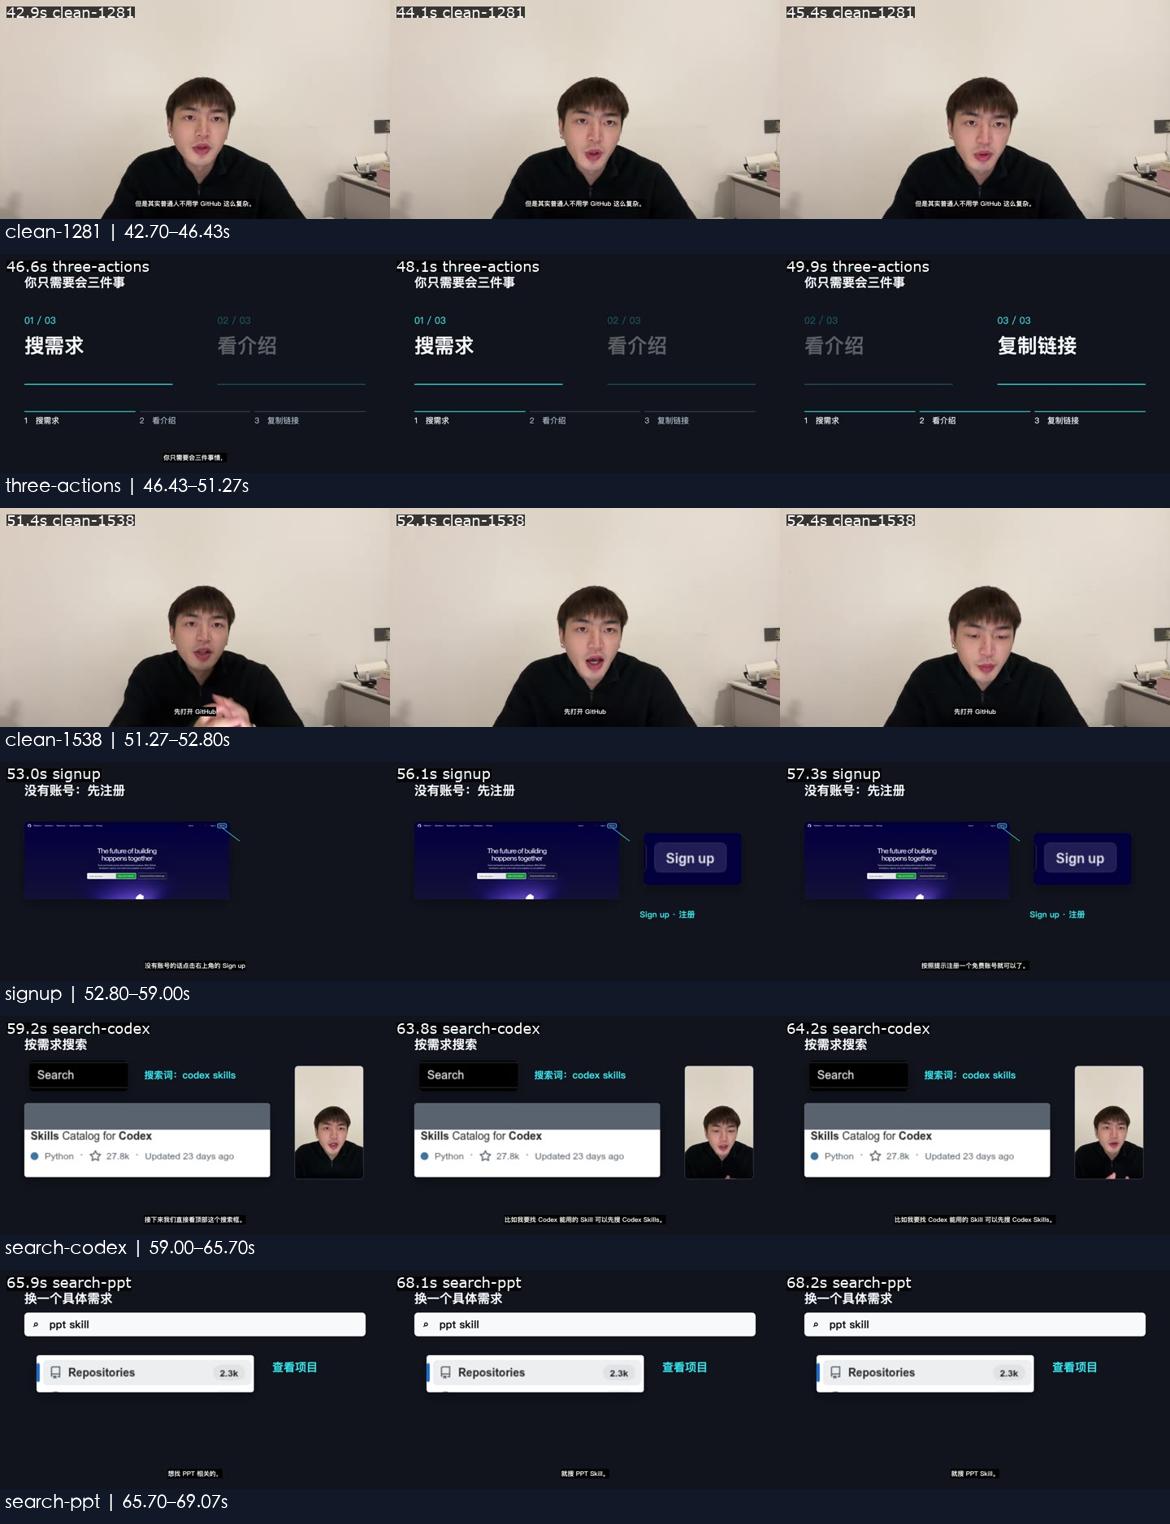 42.9s clean-1281
44.1s clean-1281
45.4s clean-1281
但是其实普通人不用学 GitHub 这么复杂。
但是其实普通人不用学 GitHub 这么复杂。
但是其实普通人不用学 GitHub 这么复杂。
clean-1281 | 42.70–46.43s
46.6s three-actions
48.1s three-actions
49.9s three-actions
你只需要会三件事
你只需要会三件事
你只需要会三件事
01 / 03
02 / 03
01 / 03
02 / 03
02 / 03
03 / 03
搜需求
看介绍
搜需求
看介绍
看介绍
复制链接
1 搜需求
2 看介绍
3 复制链接
1 搜需求
2 看介绍
3 复制链接
1 搜需求
2 看介绍
3 复制链接
你只需要会三件事情,
three-actions | 46.43–51.27s
51.4s clean-1538
52.1s clean-1538
52.4s clean-1538
先打开 GitHub
先打开 GitHub
先打开 GitHub
clean-1538 | 51.27–52.80s
53.0s signup
56.1s signup
57.3s signup
没有账号：先注册
没有账号：先注册
没有账号：先注册
The future of building
happens together
The future of building
happens together
Sign up
The future of building
happens together
Sign up
Sign up · 注册
Sign up · 注册
没有账号的话点击右上角的 Sign up
按照提示注册一个免费账号就可以了。
signup | 52.80–59.00s
59.2s search-codex
63.8s search-codex
64.2s search-codex
按需求搜索
按需求搜索
按需求搜索
Search
搜索词：codex skills
Search
搜索词：codex skills
Search
搜索词：codex skills
Skills Catalog for Codex
Skills Catalog for Codex
Skills Catalog for Codex
Python · 27.8k · Updated 23 days ago
Python · 27.8k · Updated 23 days ago
Python · 27.8k · Updated 23 days ago
接下来我们直接看顶部这个搜索框。
比如我要找 Codex 能用的 Skill 可以先搜 Codex Skills。
比如我要找 Codex 能用的 Skill 可以先搜 Codex Skills。
search-codex | 59.00–65.70s
65.9s search-ppt
68.1s search-ppt
68.2s search-ppt
换一个具体需求
换一个具体需求
换一个具体需求
ppt skill
ppt skill
ppt skill
Repositories 2.3k
查看项目
Repositories 2.3k
查看项目
Repositories 2.3k
查看项目
想找 PPT 相关的,
就搜 PPT Skill。
就搜 PPT Skill。
search-ppt | 65.70–69.07s